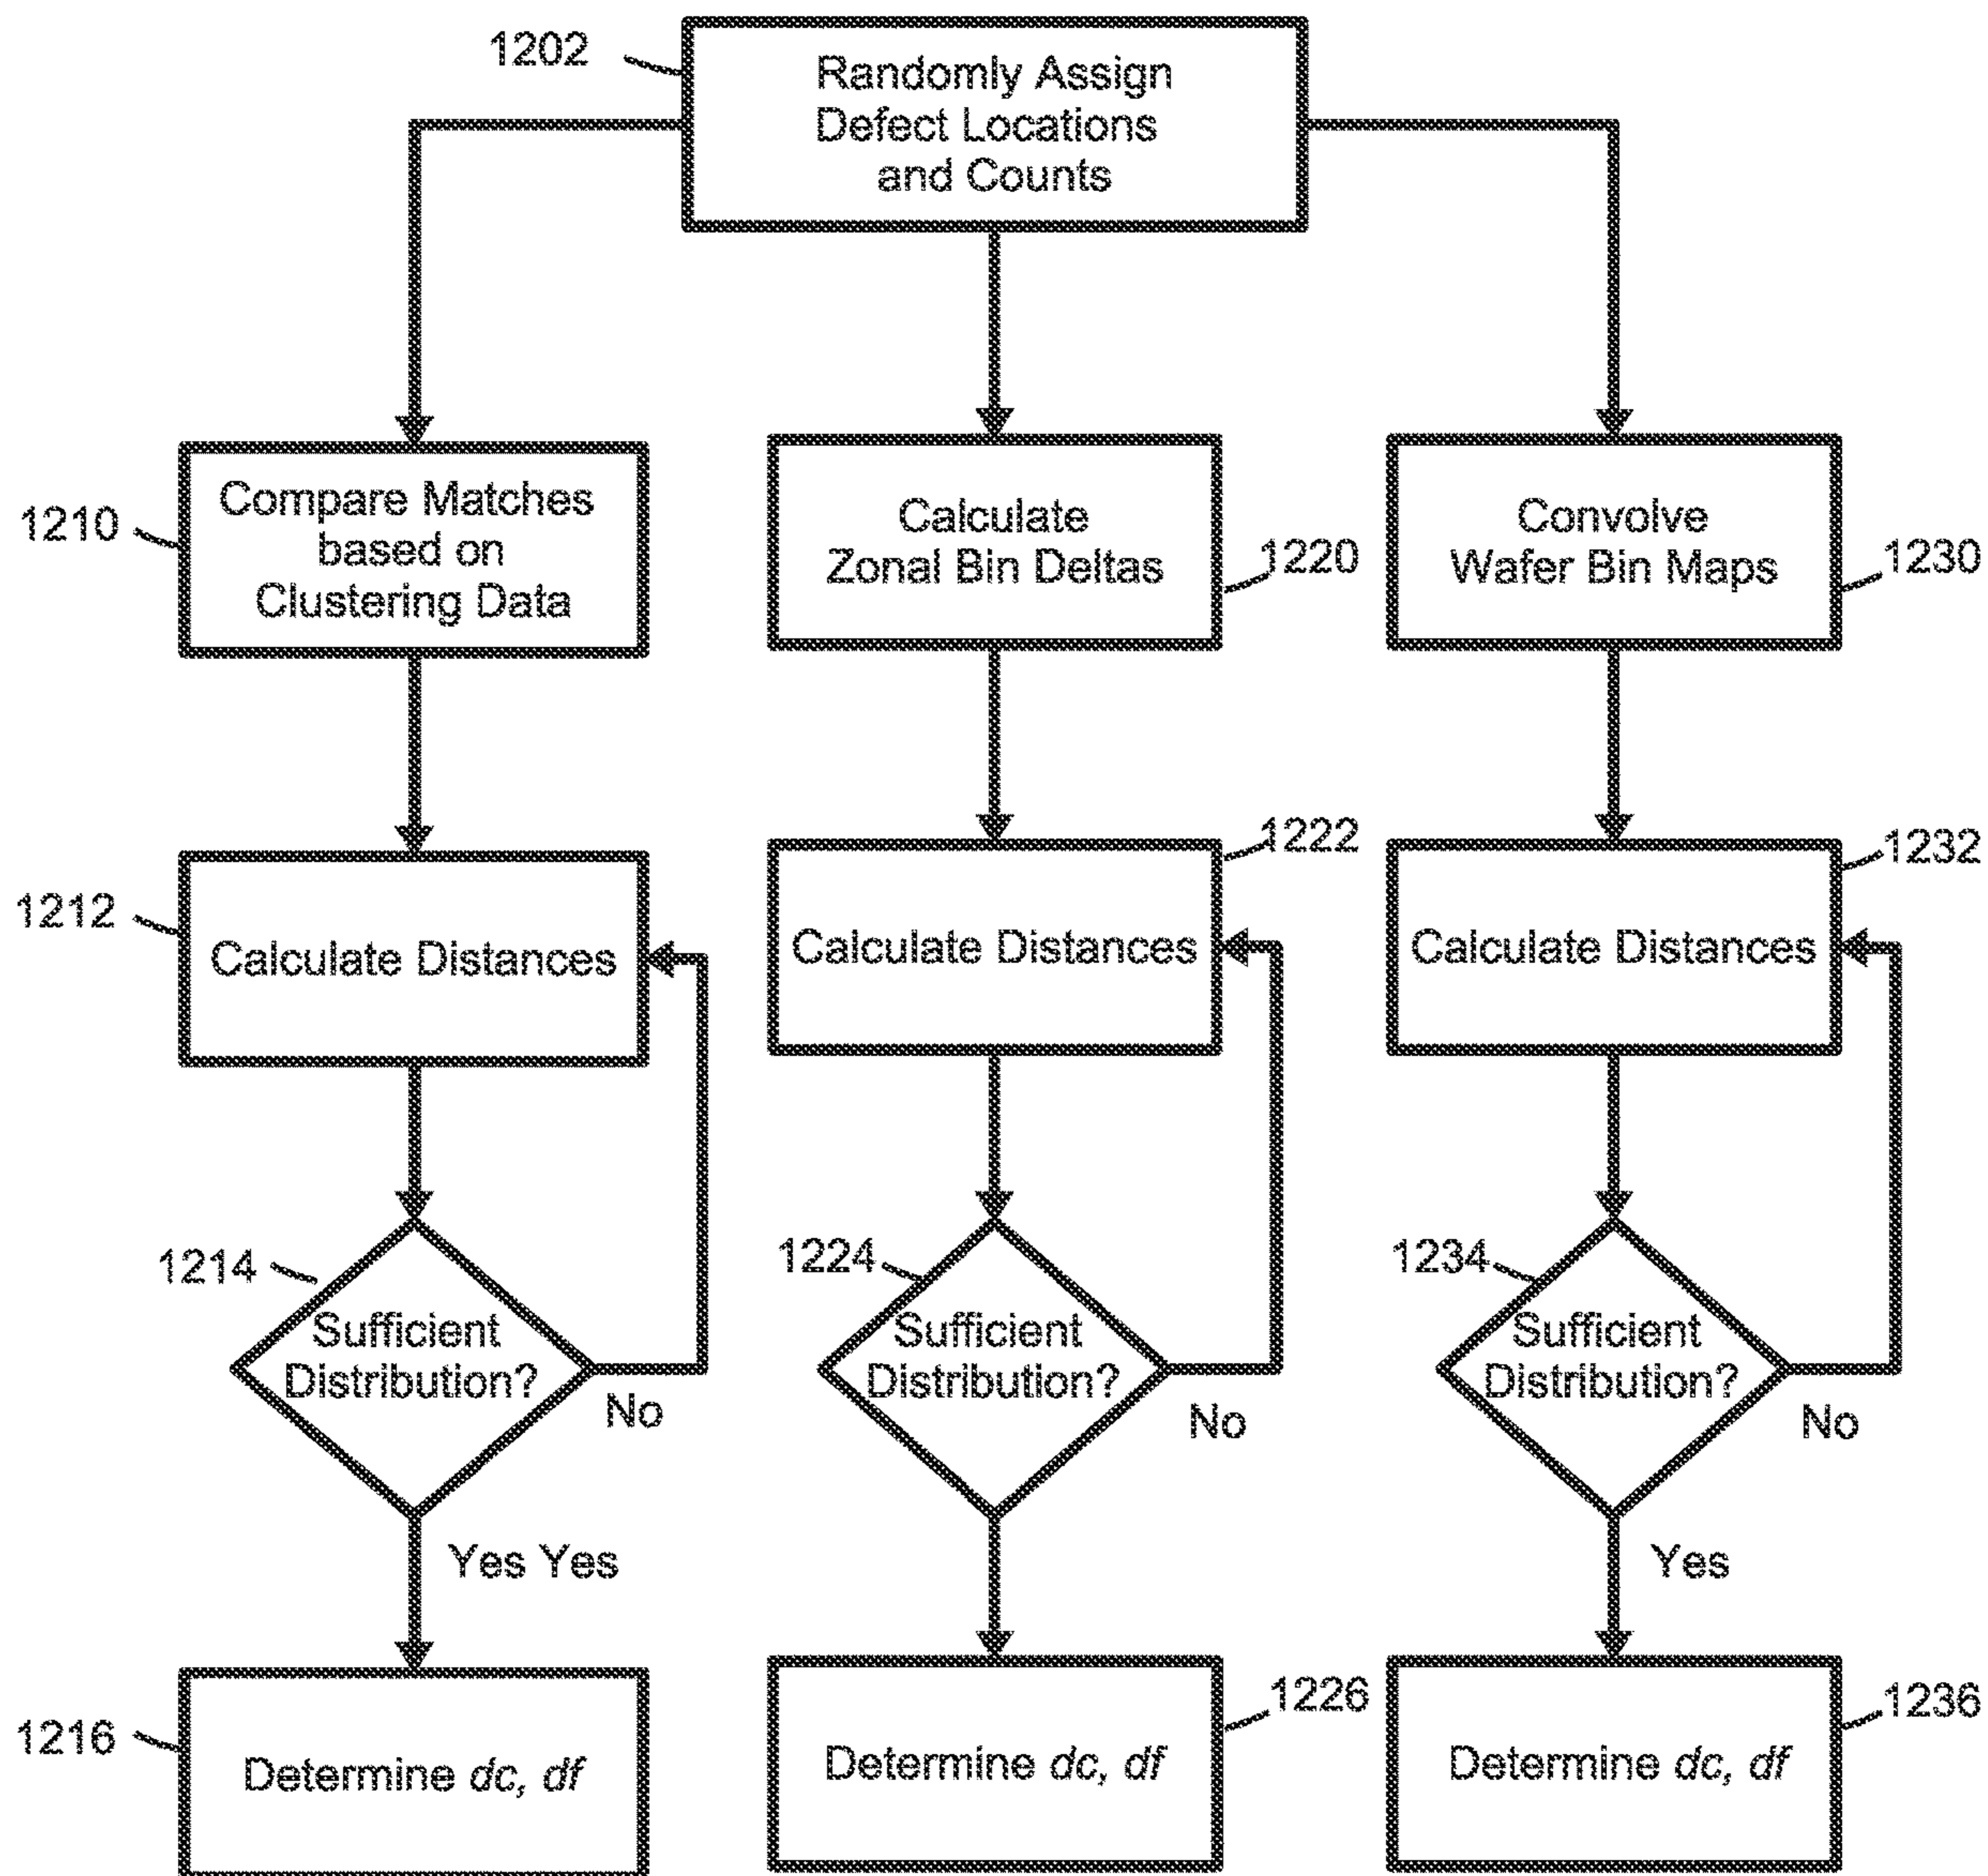 1202
Randomly Assign
Defect Locations
and Counts
1210
Compare Matches
based on
Clustering Data
Calculate
Zonal Bin Deltas
1220
Convolve
Wafer Bin Maps
1230
1212
Calculate Distances
1222
Calculate Distances
1232
Calculate Distances
1214
Sufficient
Distribution?
No
1224
Sufficient
Distribution?
No
1234
Sufficient
Distribution?
No
Yes Yes
Yes
1216
Determine dc, df
1226
Determine dc, df
1236
Determine dc, df